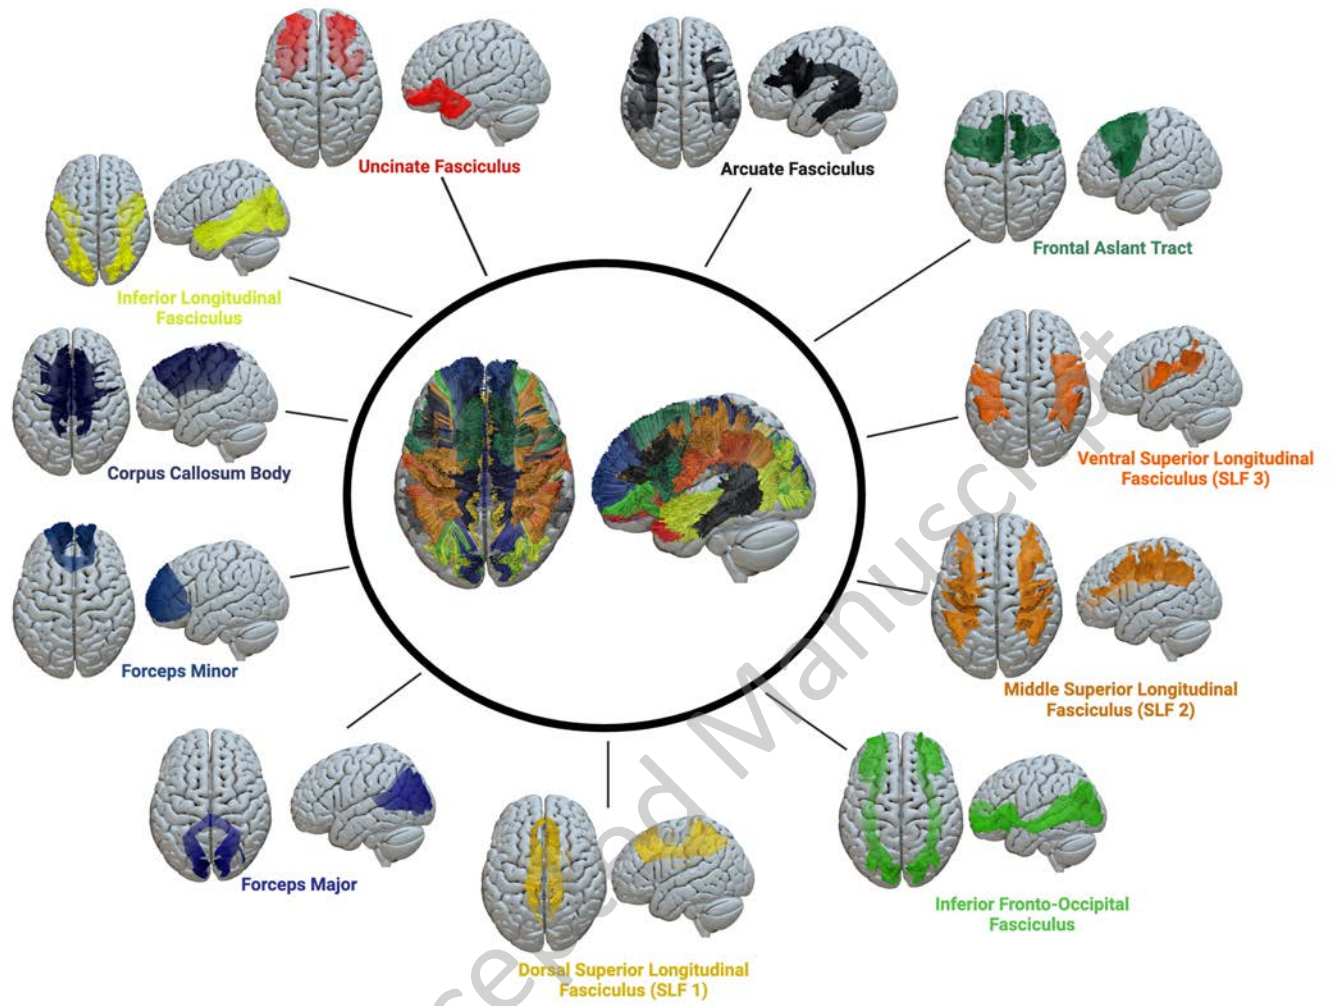 Uncinate Fasciculus
Arcuate Fasciculus
Frontal Aslant Tract
Inferior Longitudinal
Fasciculus
Ventral Superior Longitudinal
Fasciculus (SLF 3)
Corpus Callosum Body
Forceps Minor
Middle Superior Longitudinal
Fasciculus (SLF 2)
Forceps Major
Inferior Fronto-Occipital
Fasciculus
Dorsal Superior Longitudinal
Fasciculus (SLF 1)
cepted Manuscript